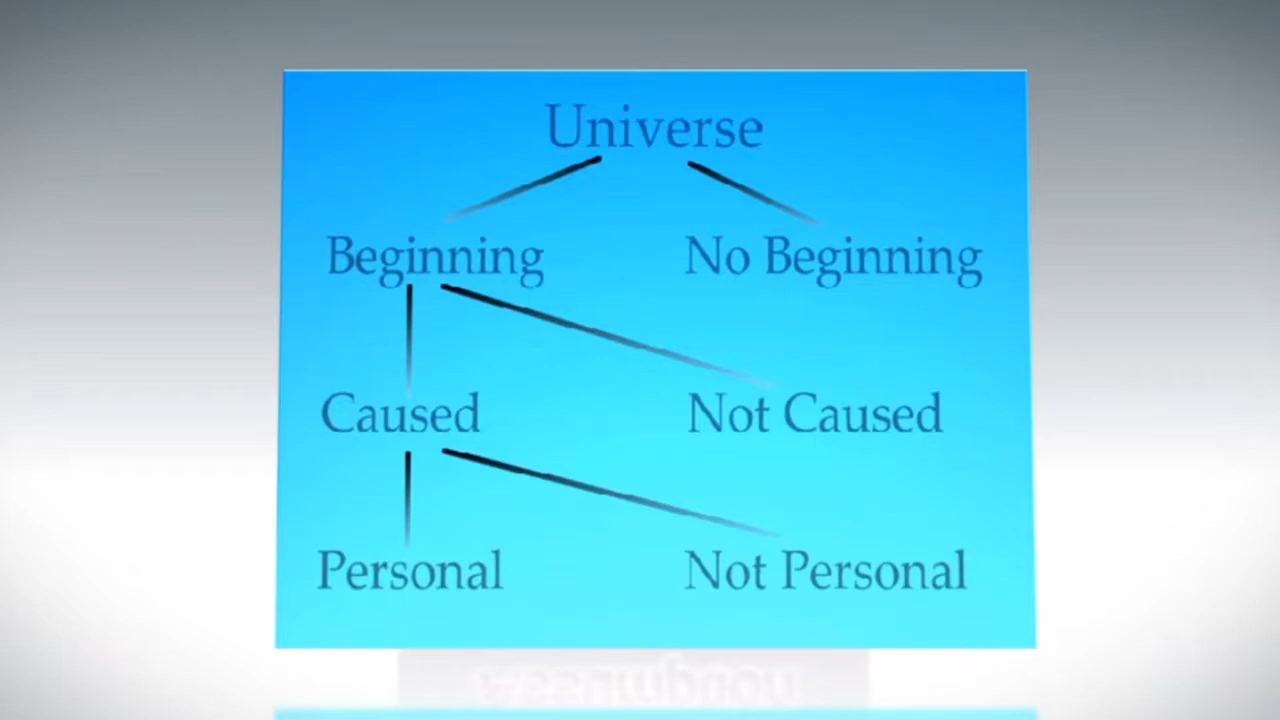 Universe
Beginning No Beginning
Caused Not Caused
Personal Not Personal